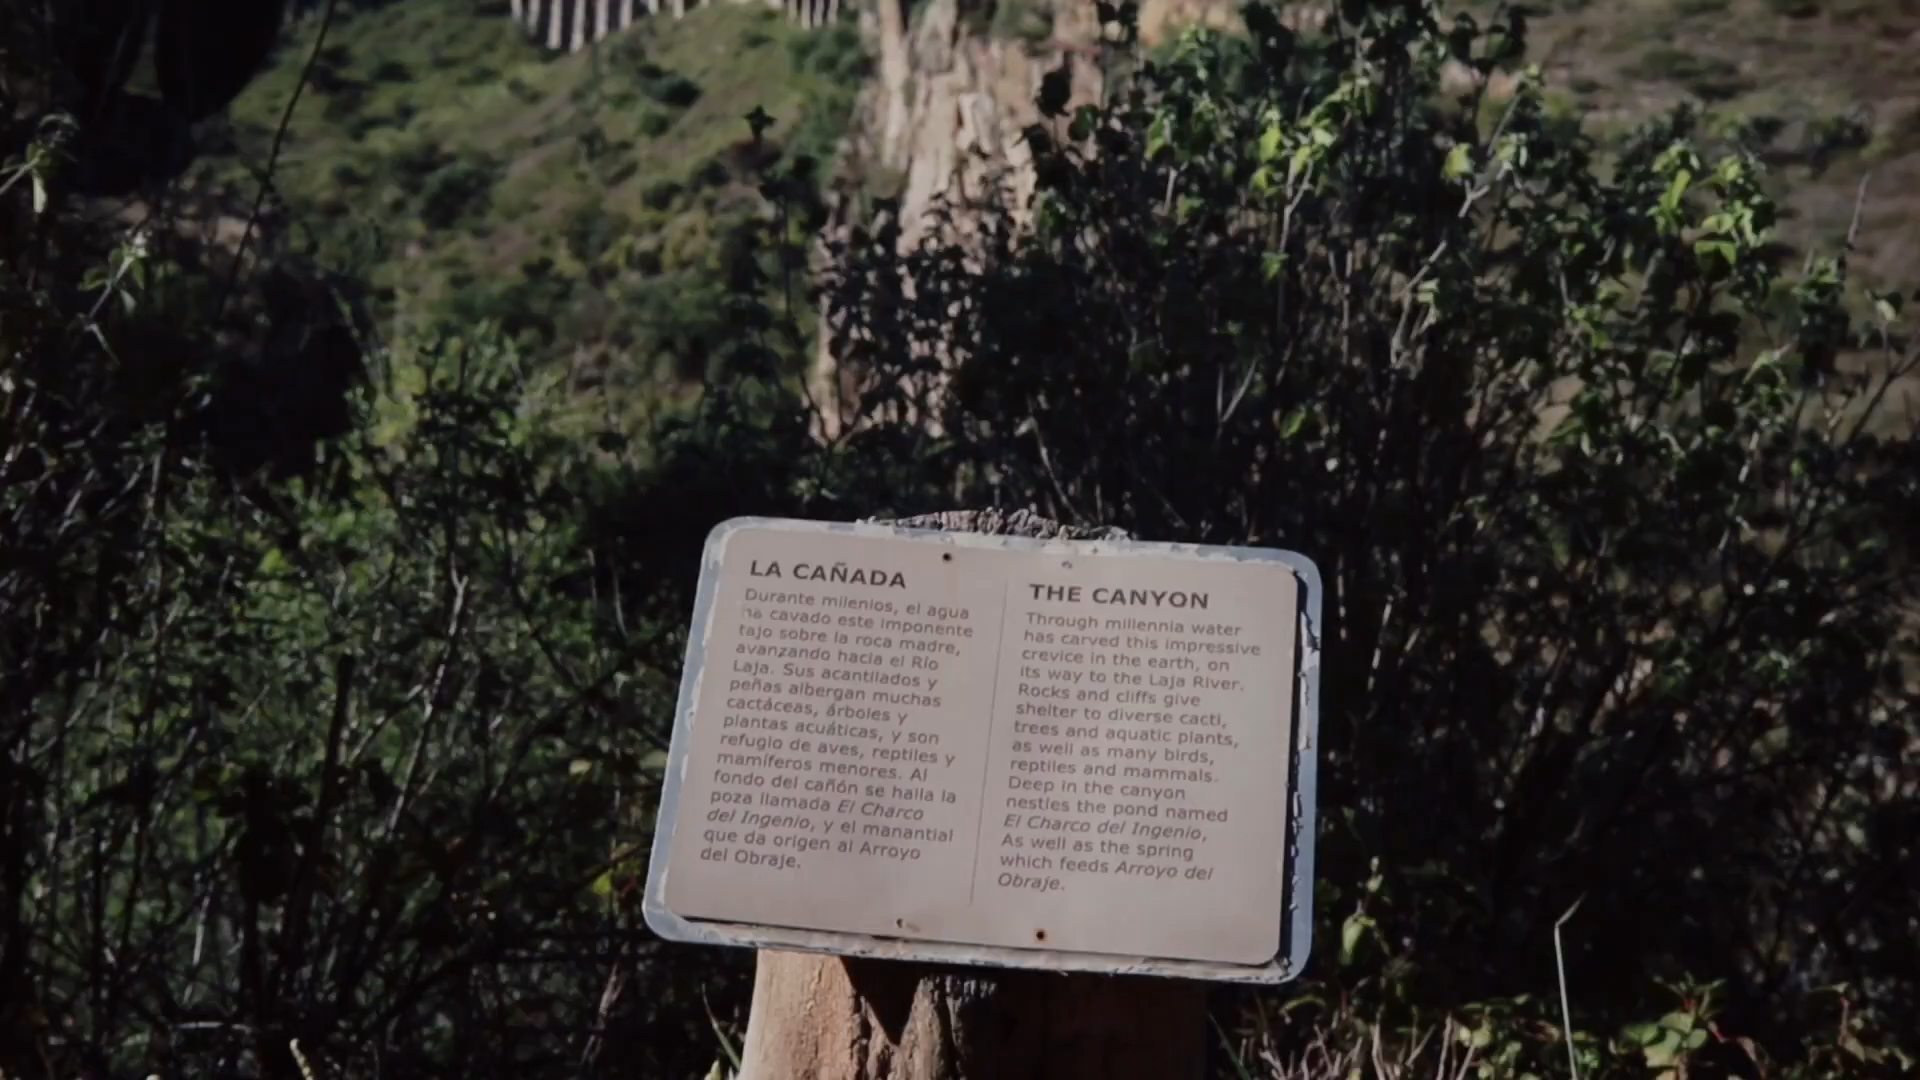 LA CAÑADA
Durante milenios, el agua
ha cavado este imponente
tajo sobre la roca madre,
avanzando hacia el Río
Laja. Sus acantilados y
peñas albergan muchas
cactáceas, árboles y
plantas acuáticas, y son
refugio de aves, reptiles y
mamíferos menores. Al
fondo del cañón se halla la
poza llamada El Charco
del Ingenio, y el manantial
que da origen al Arroyo
del Obraje.
THE CANYON
Through millennia water
has carved this impressive
crevice in the earth, on
its way to the Laja River.
Rocks and cliffs give
shelter to diverse cacti,
trees and aquatic plants,
as well as many birds,
reptiles and mammals.
Deep in the canyon
nestles the pond named
El Charco del Ingenio,
As well as the spring
which feeds Arroyo del
Obraje.